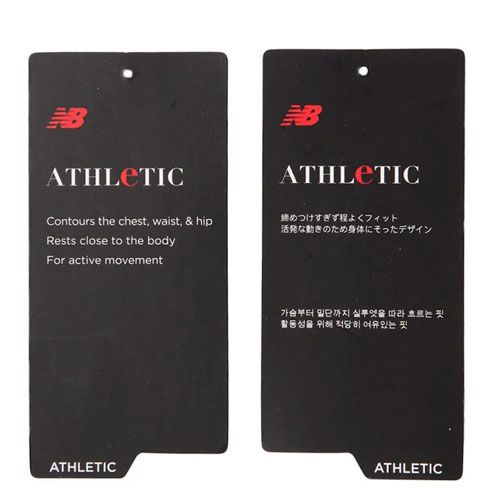 NB
ATHLeTIC
Contours the chest, waist, & hip
Rests close to the body
For active movement
ATHLETIC
NB
ATHLeTIC
締めつけすぎず程よくフィット
活発な動きのため身体にそったデザイン
가슴부터 밑단까지 실루엣을 따라 흐르는 핏
활동성을 위해 적당히 여유있는 핏
ATHLETIC